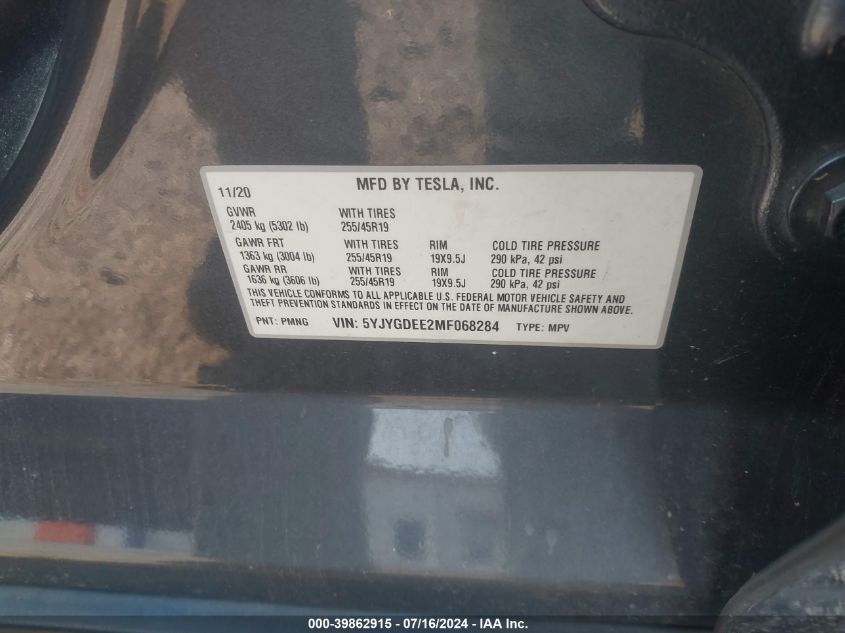 MFD BY TESLA, INC.
11/20
GVWR WITH TIRES
2405 kg (5302 lb) 255/45R19
GAWR FRT WITH TIRES RIM COLD TIRE PRESSURE
1363 kg (3004 lb) 255/45R19 19X9.5J 290 kPa, 42 psi
GAWR RR WITH TIRES RIM COLD TIRE PRESSURE
1636 kg (3606 lb) 255/45R19 19X9.5J 290 kPa, 42 psi
THIS VEHICLE CONFORMS TO ALL APPLICABLE U.S. FEDERAL MOTOR VEHICLE SAFETY AND
THEFT PREVENTION STANDARDS IN EFFECT ON THE DATE OF MANUFACTURE SHOWN ABOVE.
PNT: PMNG VIN: 5YJYGDEE2MF068284 TYPE: MPV
000-39862915 - 07/16/2024 - IAA Inc.